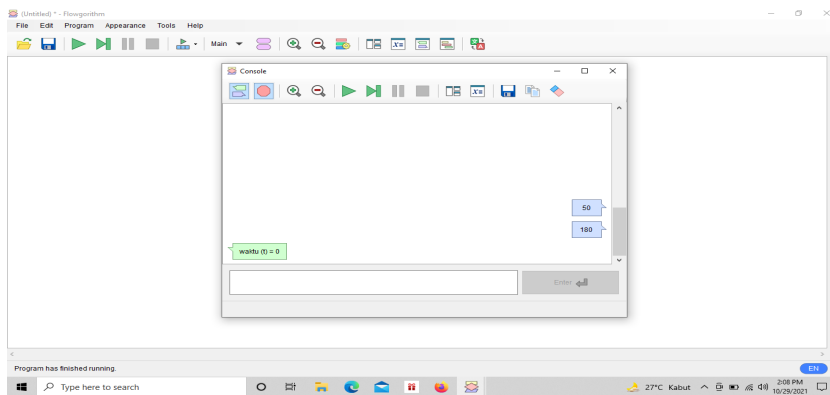 (Untitled) * - Flowgorithm
File Edit Program Appearance Tools Help
Main
Console
50
180
waktu (t) = 0
Enter
Program has finished running.
EN
Type here to search
27°C Kabut
2:08 PM
10/29/2021